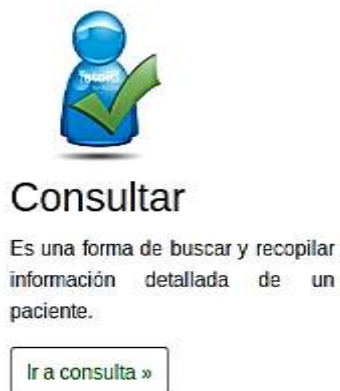 Consultar
Es una forma de buscar y recopilar
información detallada de un
paciente.
Ir a consulta »